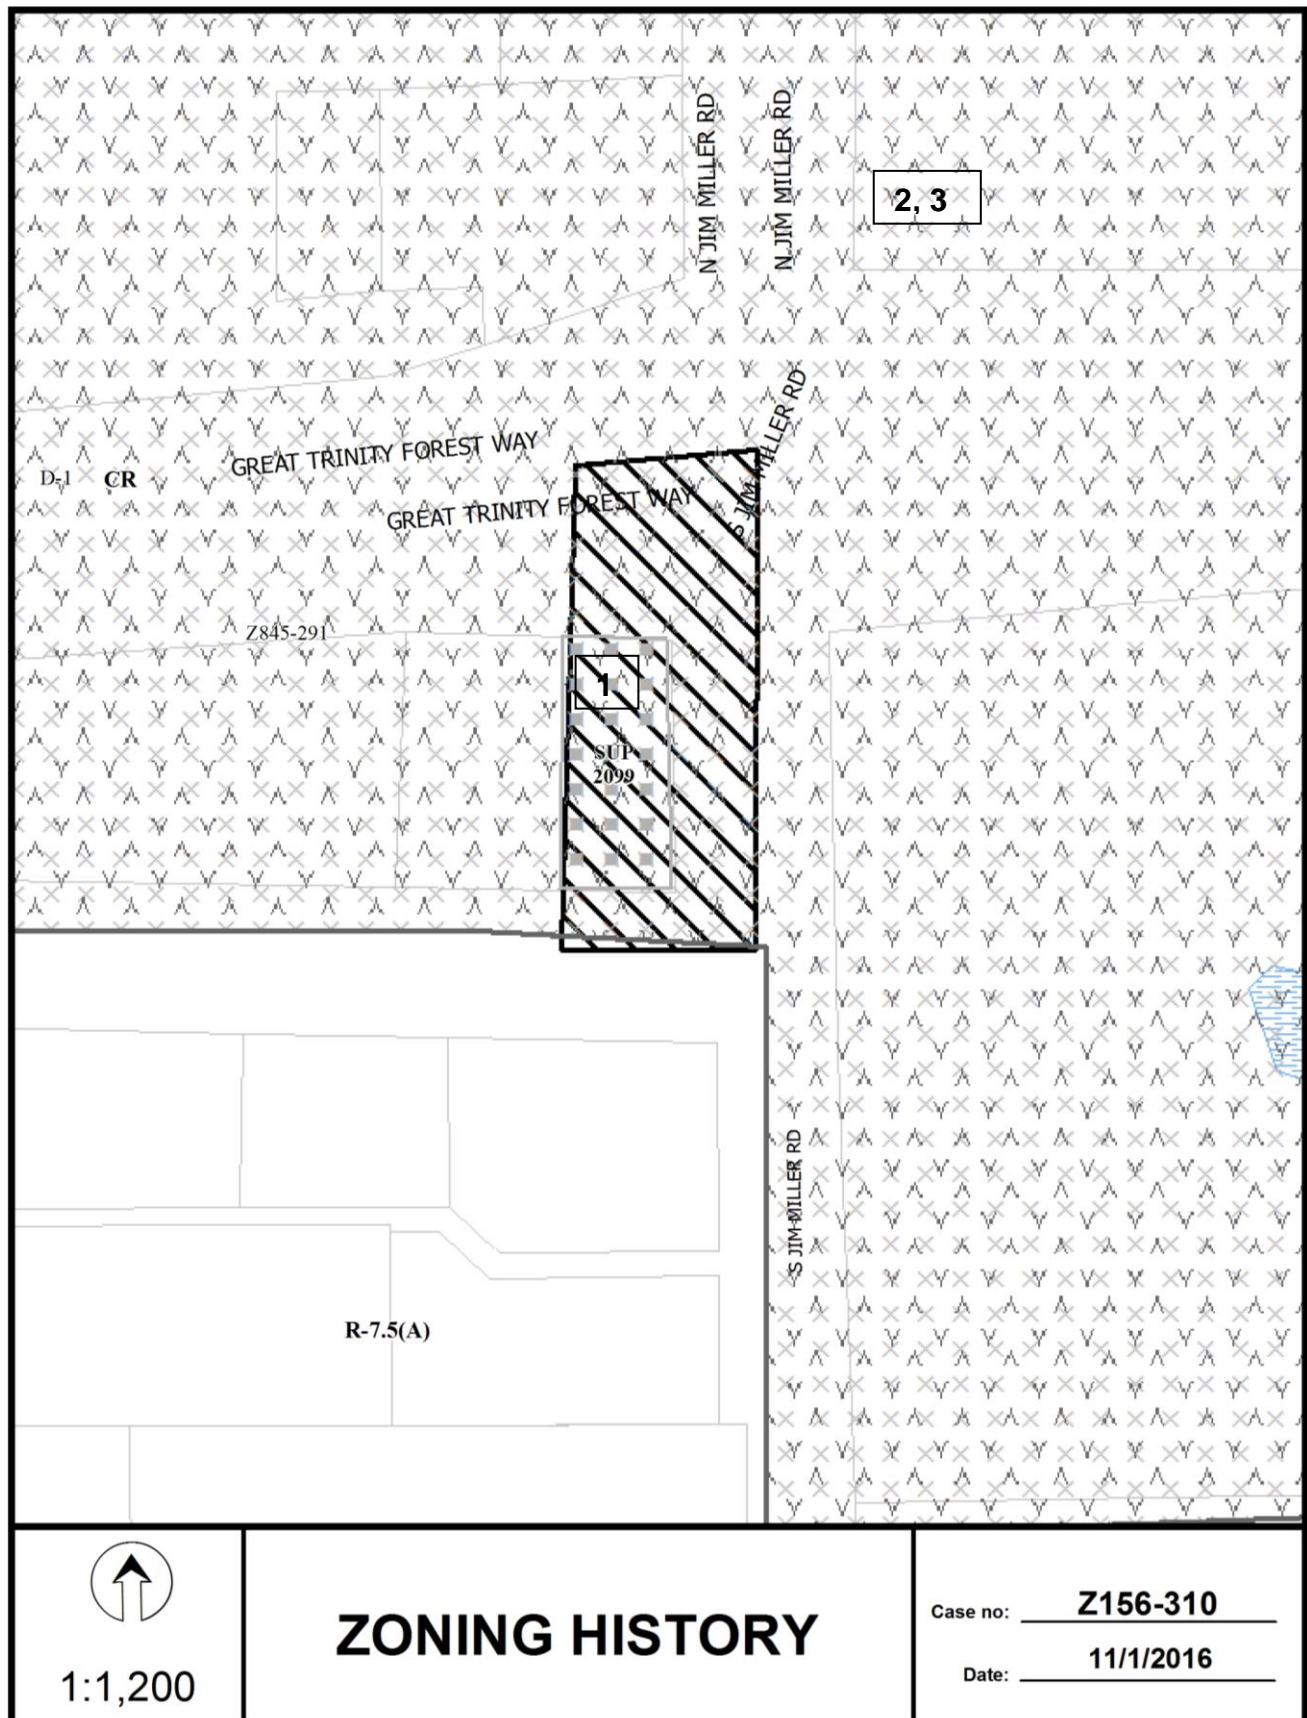 N JIM MILLER RD
N JIM MILLER RD
2, 3
S JIM MILLER RD
GREAT TRINITY FOREST WAY
D-1 CR
GREAT TRINITY FOREST WAY
Z845-291
1
SUP
2099
S JIM MILLER RD
R-7.5(A)
1:1,200
ZONING HISTORY
Case no: Z156-310
Date: 11/1/2016